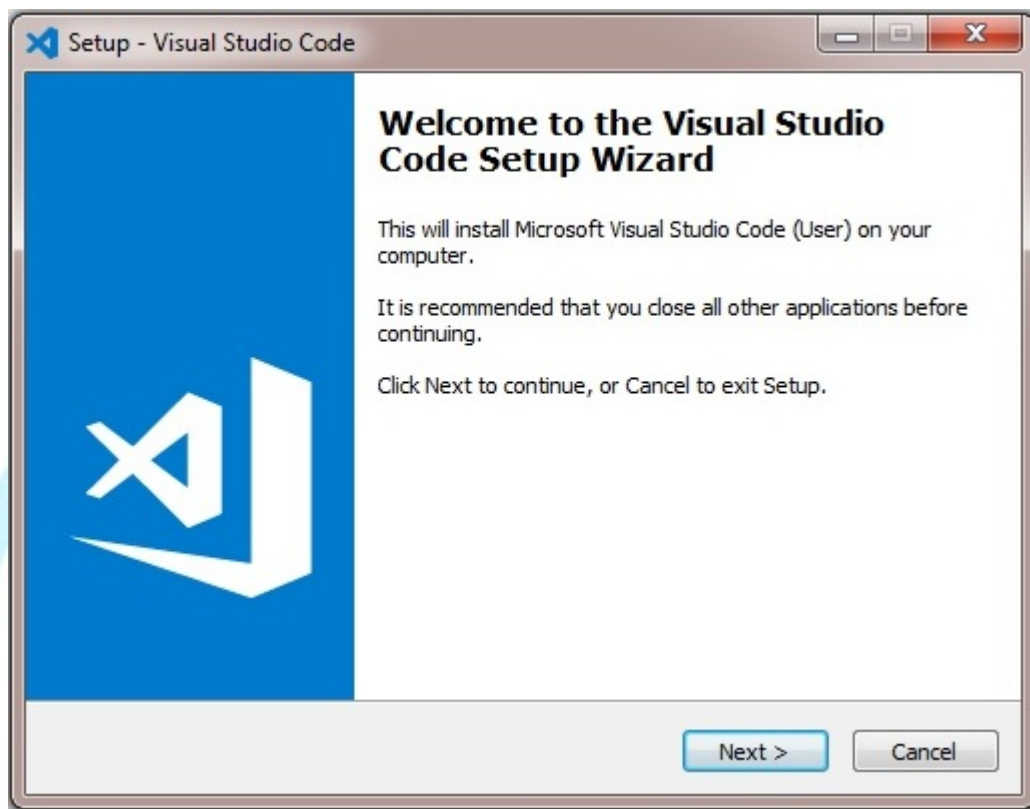 Setup - Visual Studio Code
Welcome to the Visual Studio
Code Setup Wizard
This will install Microsoft Visual Studio Code (User) on your
computer.
It is recommended that you close all other applications before
continuing.
Click Next to continue, or Cancel to exit Setup.
Next >
Cancel